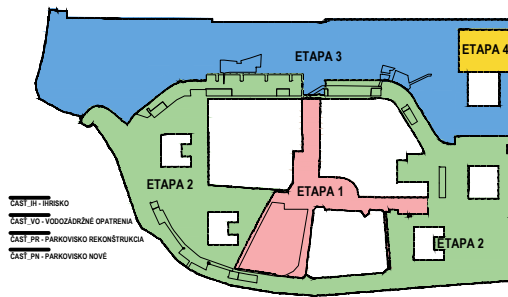 ETAPA 3
ETAPA 4
ETAPA 2
ETAPA 1
ETAPA 2
ČASŤ_IH - IHRISKO
ČASŤ_VO - VODOZÁDRŽNÉ OPATRENIA
ČASŤ_PR - PARKOVISKO REKONŠTRUKCIA
ČASŤ_PN - PARKOVISKO NOVÉ